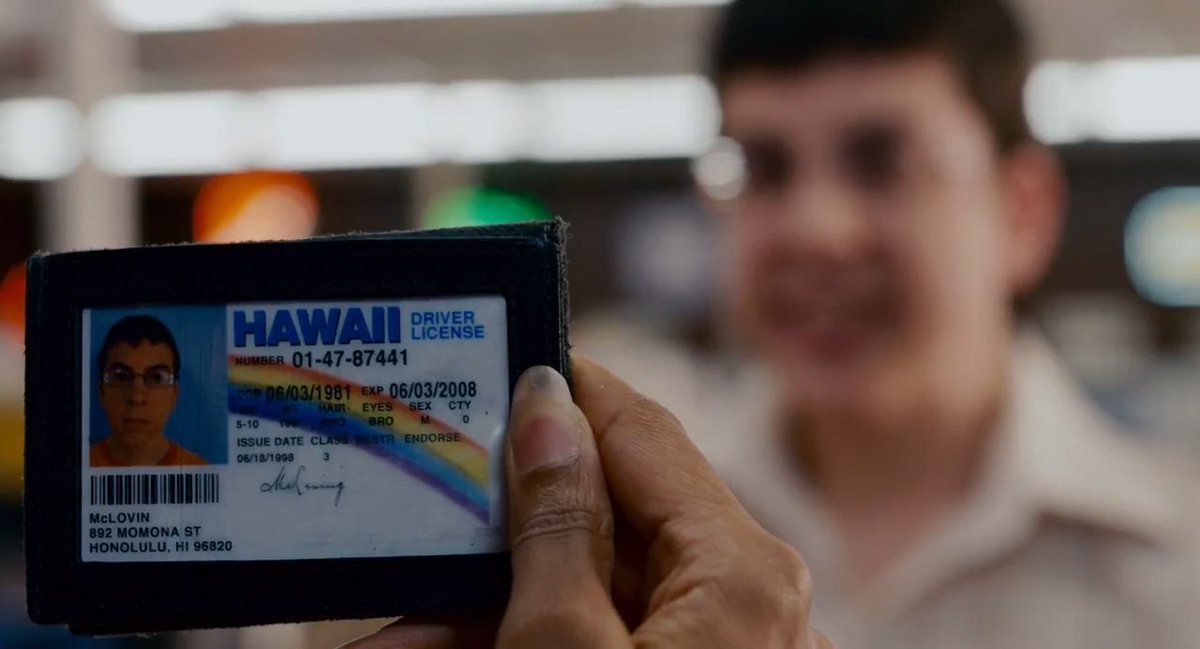 HAWAII DRIVER LICENSE
NUMBER 01-47-87441
DOB 06/03/1981 EXP 06/03/2008
HAIR EYES SEX CTY
5-10 BRO BRO M 0
ISSUE DATE CLASS RESTR ENDORSE
06/18/1998 3
McLOVIN
892 MOMONA ST
HONOLULU, HI 96820